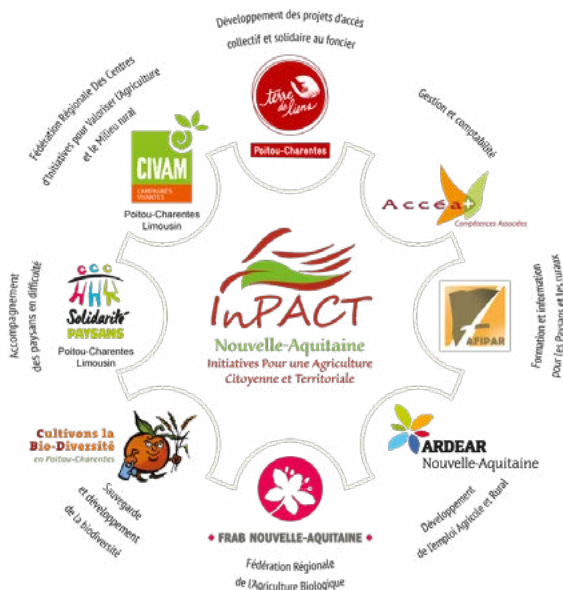 Développement des projets d'accès
collectif et solidaire au foncier
terre
de liens
Poitou-Charentes
Gestion et comptabilité
Accéa+
Compétences Associées
Formation et information
Pour les Paysans et les ruraux
AFIPAR
ARDEAR
Nouvelle-Aquitaine
Développement
de l'emploi Agricole et Rural
FRAB NOUVELLE-AQUITAINE
Fédération Régionale
de l'Agriculture Biologique
Cultivons la
Bio-Diversité
en Poitou-Charentes
Sauvegarde
et développement
de la biodiversité
Solidarité
PAYSANS
Poitou-Charentes
Limousin
Accompagnement
des paysans en difficulté
Fédération Régionale Des Centres
d'Initiatives pour Valoriser l'Agriculture
et le Milieu rural
CIVAM
CAMPAGNES
VIVANTES
Poitou-Charentes
Limousin
InPACT
Nouvelle-Aquitaine
Initiatives Pour une Agriculture
Citoyenne et Territoriale